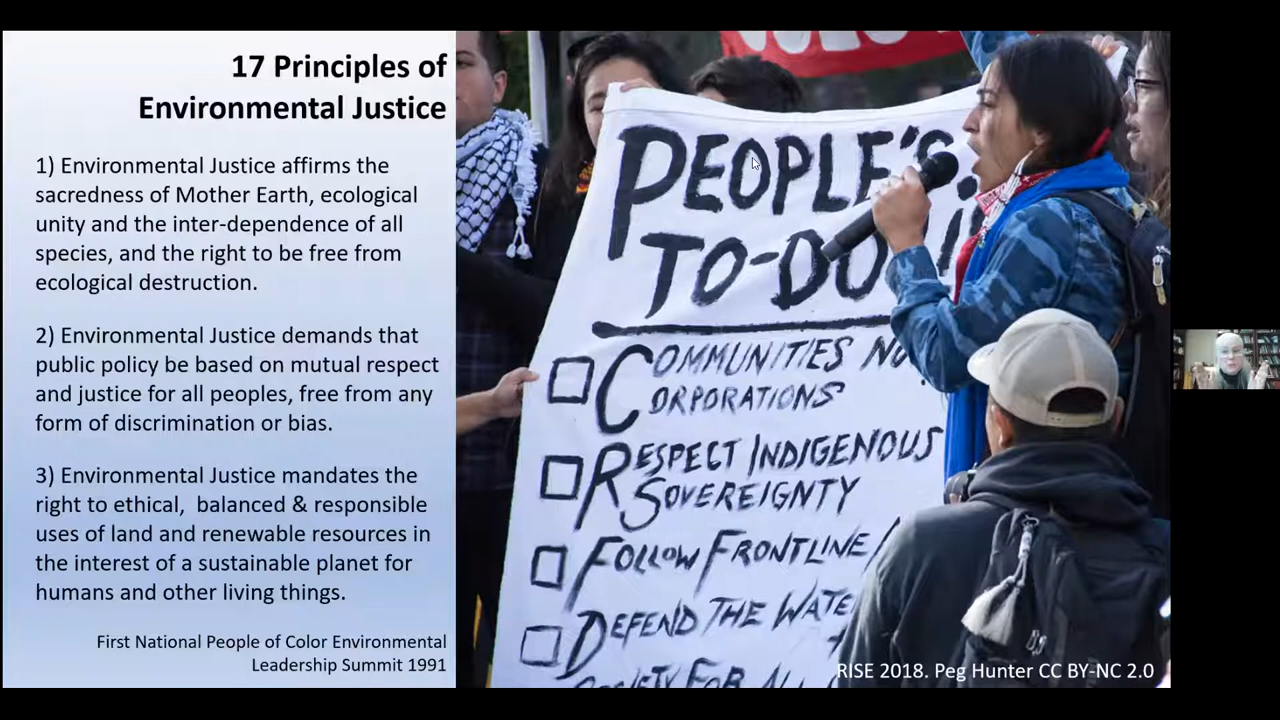 17 Principles of
Environmental Justice
1) Environmental Justice affirms the
sacredness of Mother Earth, ecological
unity and the inter-dependence of all
species, and the right to be free from
ecological destruction.
2) Environmental Justice demands that
public policy be based on mutual respect
and justice for all peoples, free from any
form of discrimination or bias.
3) Environmental Justice mandates the
right to ethical, balanced & responsible
uses of land and renewable resources in
the interest of a sustainable planet for
humans and other living things.
First National People of Color Environmental
Leadership Summit 1991
PEOPLE'S
TO-DO
COMMUNITIES
CORPORATIONS
RESPECT INDIGENOUS
SOVEREIGNTY
FOLLOW FRONTLINE
DEFEND THE
FOR
RISE 2018. Peg Hunter CC BY-NC 2.0